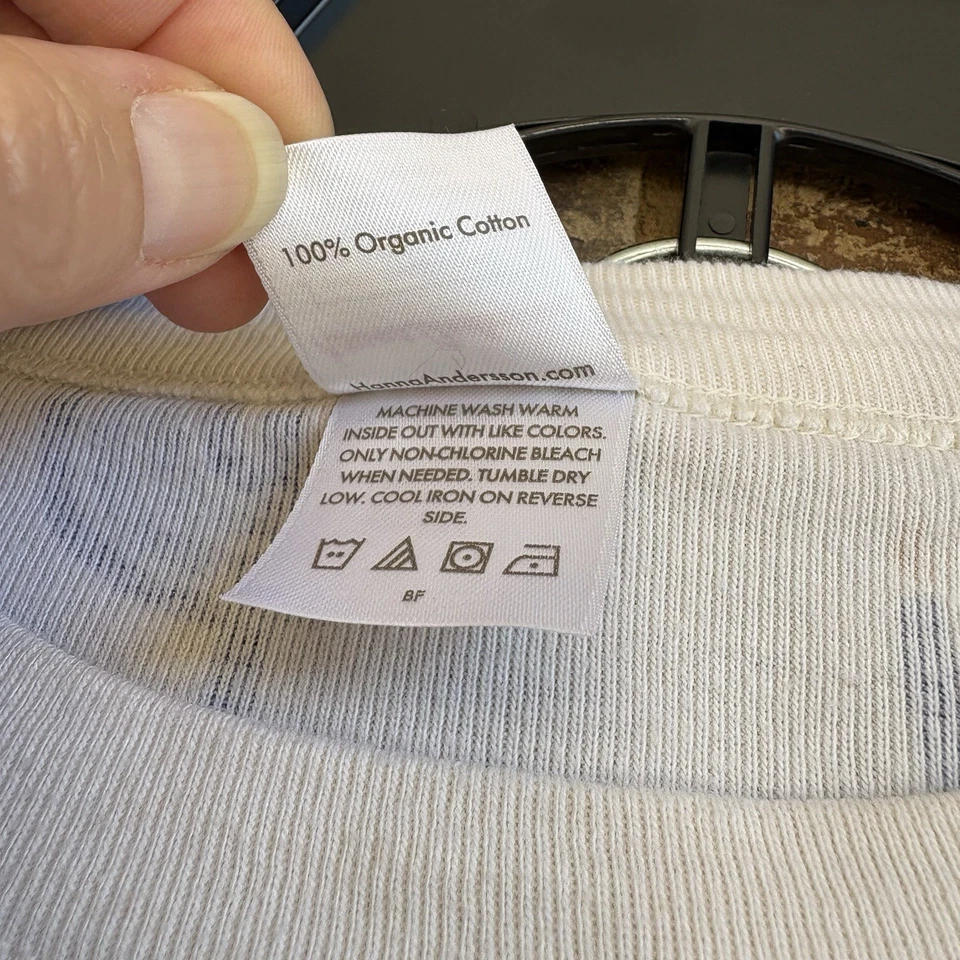 100% Organic Cotton
HannaAndersson.com
MACHINE WASH WARM
INSIDE OUT WITH LIKE COLORS.
ONLY NON-CHLORINE BLEACH
WHEN NEEDED. TUMBLE DRY
LOW. COOL IRON ON REVERSE
SIDE.
BF